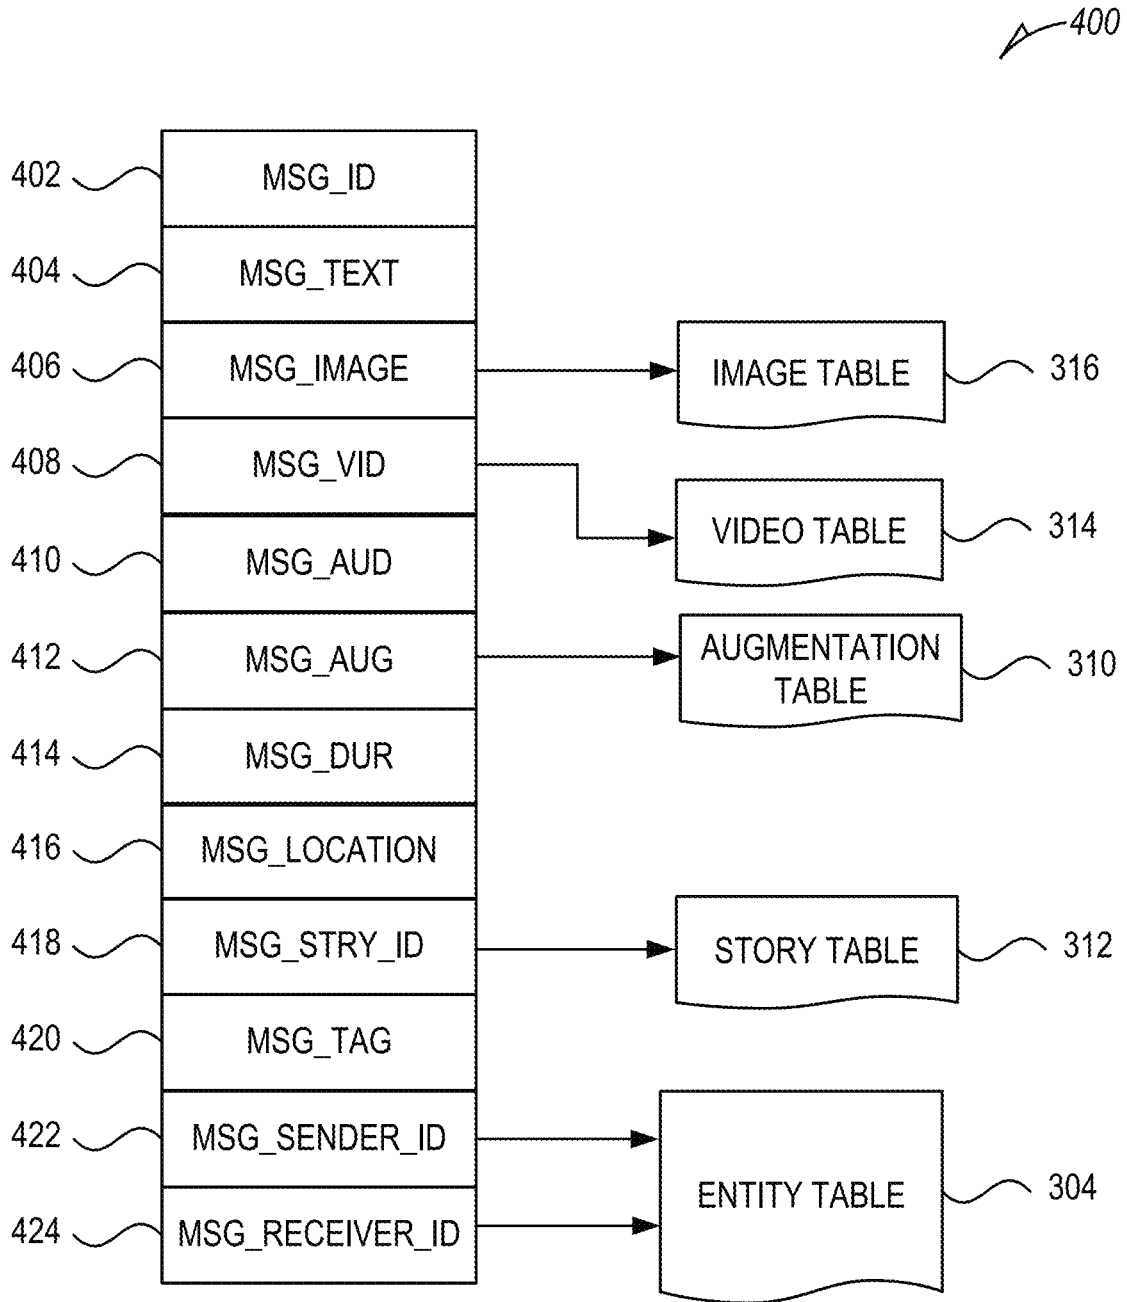 400
402 MSG_ID
404 MSG_TEXT
406 MSG_IMAGE IMAGE TABLE 316
408 MSG_VID
VIDEO TABLE 314
410 MSG_AUD
412 MSG_AUG AUGMENTATION
TABLE 310
414 MSG_DUR
416 MSG_LOCATION
418 MSG_STRY_ID STORY TABLE 312
420 MSG_TAG
422 MSG_SENDER_ID
ENTITY TABLE 304
424 MSG_RECEIVER_ID